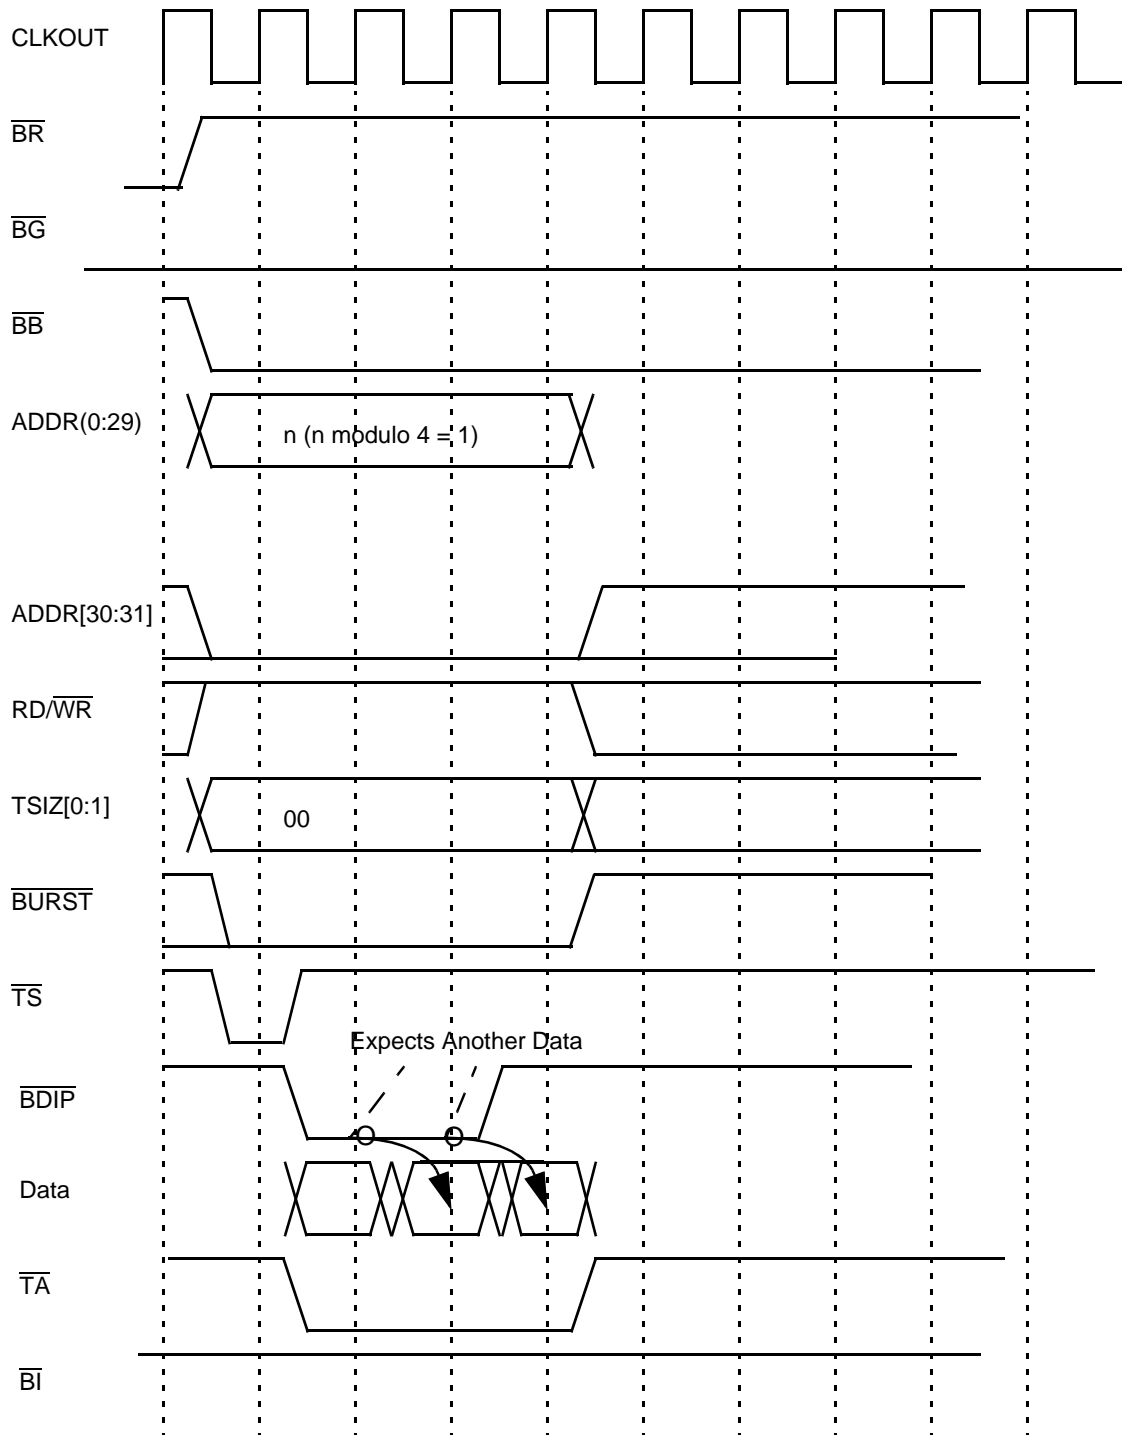 CLKOUT
BR
BG
BB
ADDR(0:29)
n (n modulo 4 = 1)
ADDR[30:31]
RD/WR
TSIZ[0:1]
00
BURST
TS
Expects Another Data
BDIP
Data
TA
BI